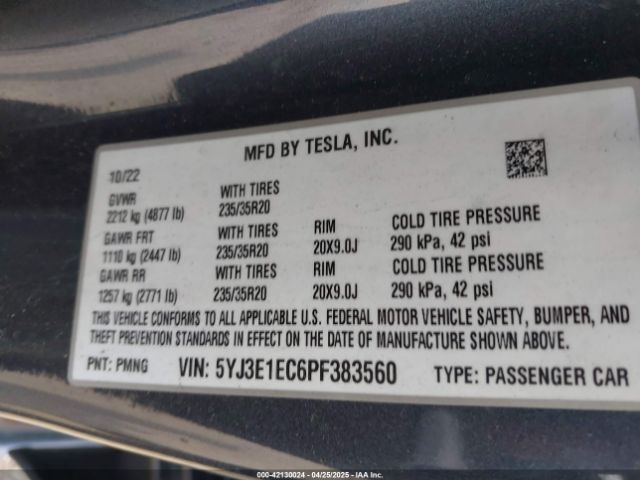 MFD BY TESLA, INC.
10/22
GVWR
2212 kg (4877 lb)
WITH TIRES
235/35R20
GAWR FRT
1110 kg (2447 lb)
WITH TIRES
235/35R20
RIM
20X9.0J
COLD TIRE PRESSURE
290 kPa, 42 psi
GAWR RR
1257 kg (2771 lb)
WITH TIRES
235/35R20
RIM
20X9.0J
COLD TIRE PRESSURE
290 kPa, 42 psi
THIS VEHICLE CONFORMS TO ALL APPLICABLE U.S. FEDERAL MOTOR VEHICLE SAFETY, BUMPER, AND
THEFT PREVENTION STANDARDS IN EFFECT ON THE DATE OF MANUFACTURE SHOWN ABOVE.
PNT: PMNG VIN: 5YJ3E1EC6PF383560 TYPE: PASSENGER CAR
000-42130024 - 04/25/2025 - IAA Inc.